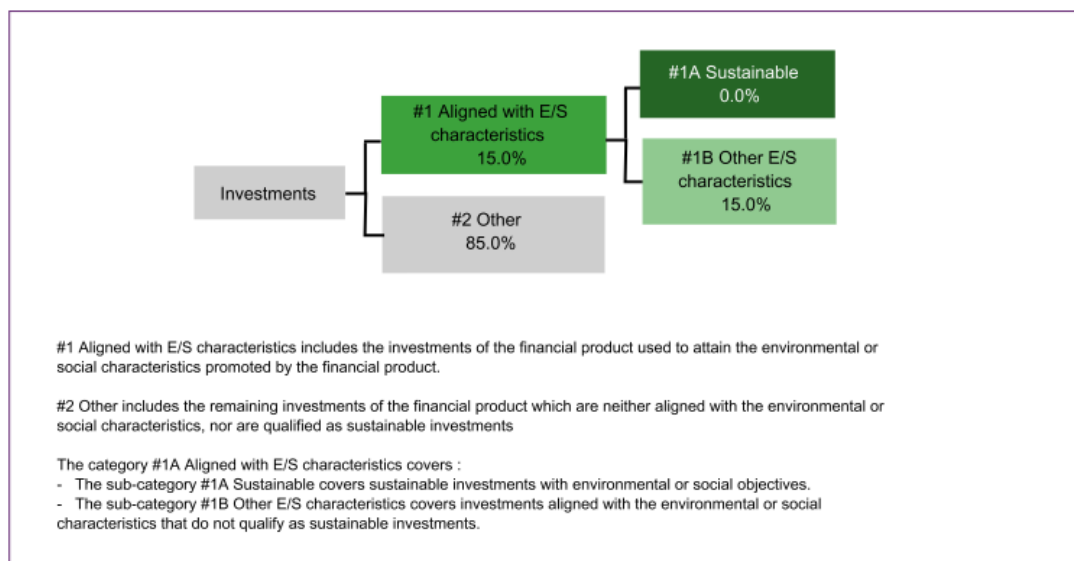 #1A Sustainable
0.0%
#1 Aligned with E/S
characteristics
15.0%
#1B Other E/S
characteristics
15.0%
Investments
#2 Other
85.0%
#1 Aligned with E/S characteristics includes the investments of the financial product used to attain the environmental or
social characteristics promoted by the financial product.
#2 Other includes the remaining investments of the financial product which are neither aligned with the environmental or
social characteristics, nor are qualified as sustainable investments
The category #1A Aligned with E/S characteristics covers :
- The sub-category #1A Sustainable covers sustainable investments with environmental or social objectives.
- The sub-category #1B Other E/S characteristics covers investments aligned with the environmental or social
characteristics that do not qualify as sustainable investments.